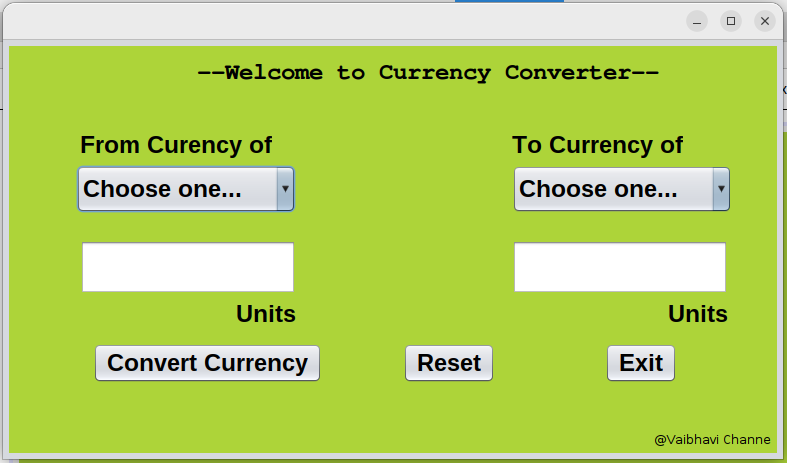 --Welcome to Currency Converter--
From Curency of
To Currency of
Choose one...
Choose one...
Units
Units
Convert Currency
Reset
Exit
@Vaibhavi Channe